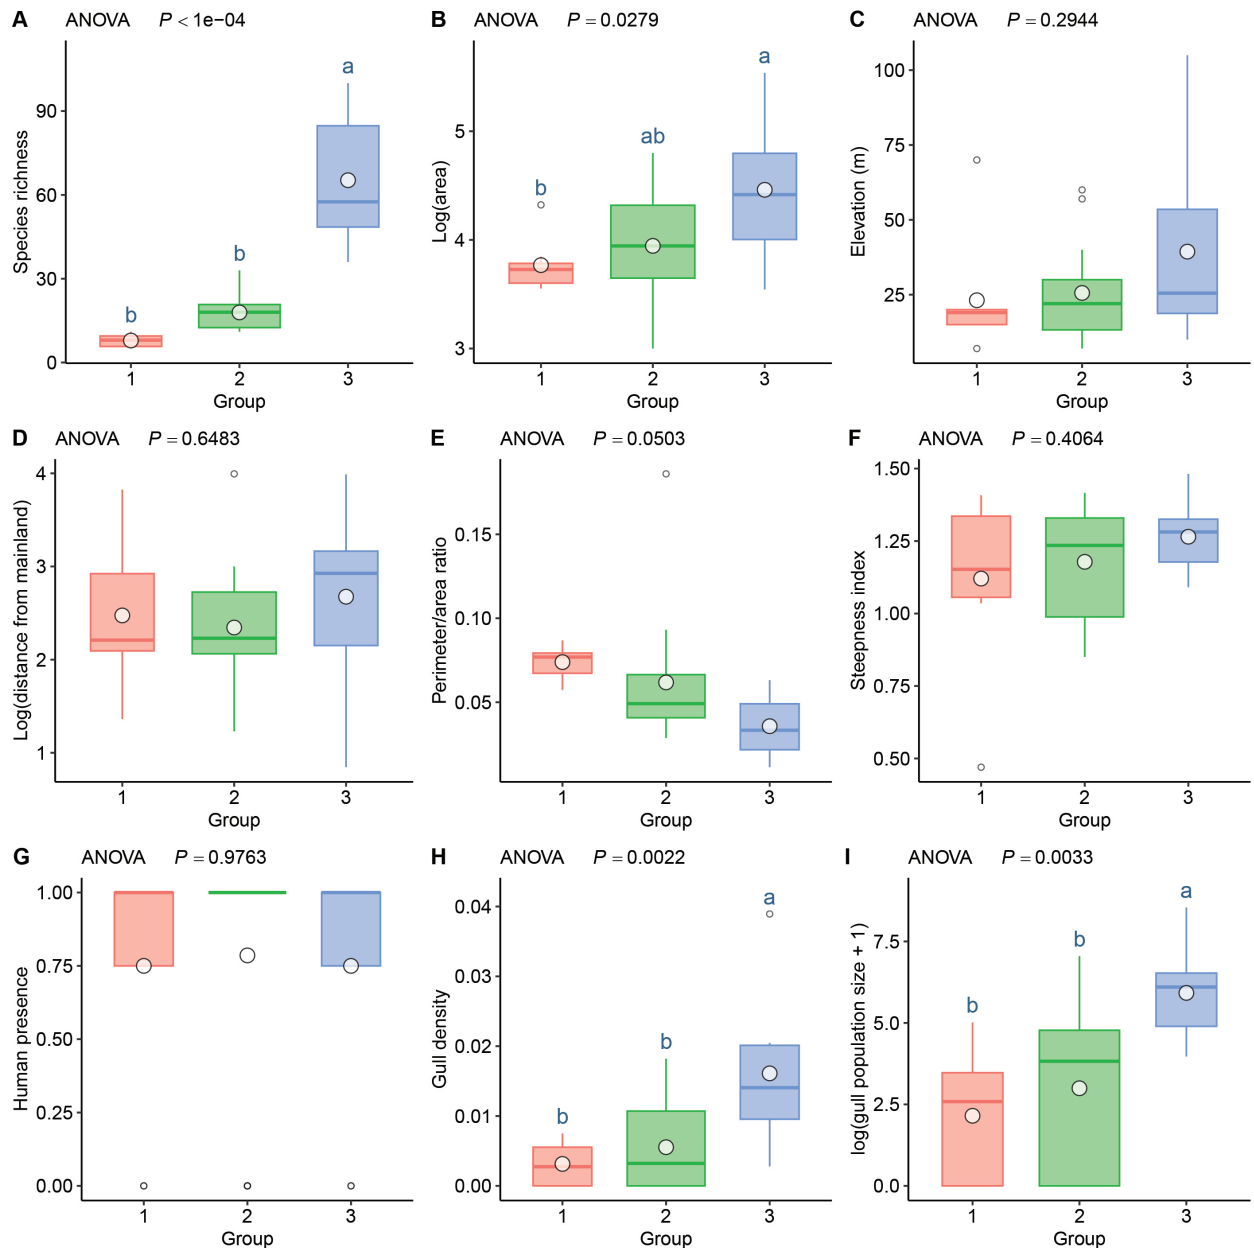 A ANOVA P < 1e−04
Species richness
90
60
30
0
a
b
b
1 2 3
Group
B ANOVA P = 0.0279
Log(area)
5
4
3
b
ab
a
1 2 3
Group
C ANOVA P = 0.2944
Elevation (m)
100
75
50
25
1 2 3
Group
D ANOVA P = 0.6483
Log(distance from mainland)
4
3
2
1
1 2 3
Group
E ANOVA P = 0.0503
Perimeter/area ratio
0.15
0.10
0.05
1 2 3
Group
F ANOVA P = 0.4064
Steepness index
1.50
1.25
1.00
0.75
0.50
1 2 3
Group
G ANOVA P = 0.9763
Human presence
1.00
0.75
0.50
0.25
0.00
1 2 3
Group
H ANOVA P = 0.0022
Gull density
0.04
0.03
0.02
0.01
0.00
a
b
b
1 2 3
Group
I ANOVA P = 0.0033
log(gull population size + 1)
7.5
5.0
2.5
0.0
a
b
b
1 2 3
Group